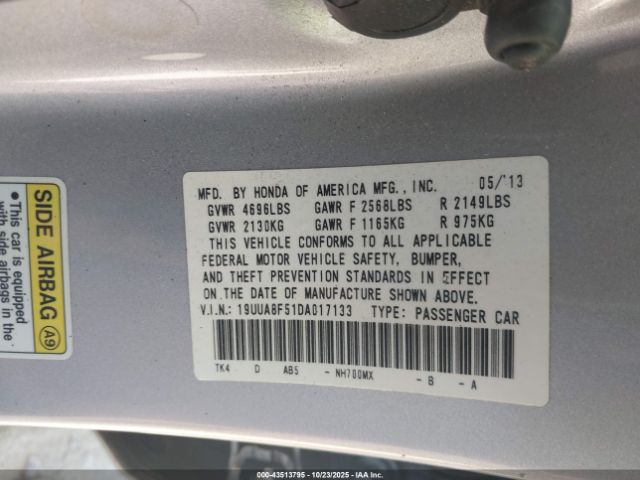 SIDE AIRBAG A9
• This car is equipped
with side airbags in the
MFD. BY HONDA OF AMERICA MFG., INC. 05/'13
GVWR 4696LBS GAWR F 2568LBS R 2149LBS
GVWR 2130KG GAWR F 1165KG R 975KG
THIS VEHICLE CONFORMS TO ALL APPLICABLE
FEDERAL MOTOR VEHICLE SAFETY, BUMPER,
AND THEFT PREVENTION STANDARDS IN EFFECT
ON THE DATE OF MANUFACTURE SHOWN ABOVE.
V.I.N.: 19UUA8F51DA017133 TYPE: PASSENGER CAR
TK4 D AB5 - NH700MX - B - A
000-43513795 - 10/23/2025 - IAA Inc.